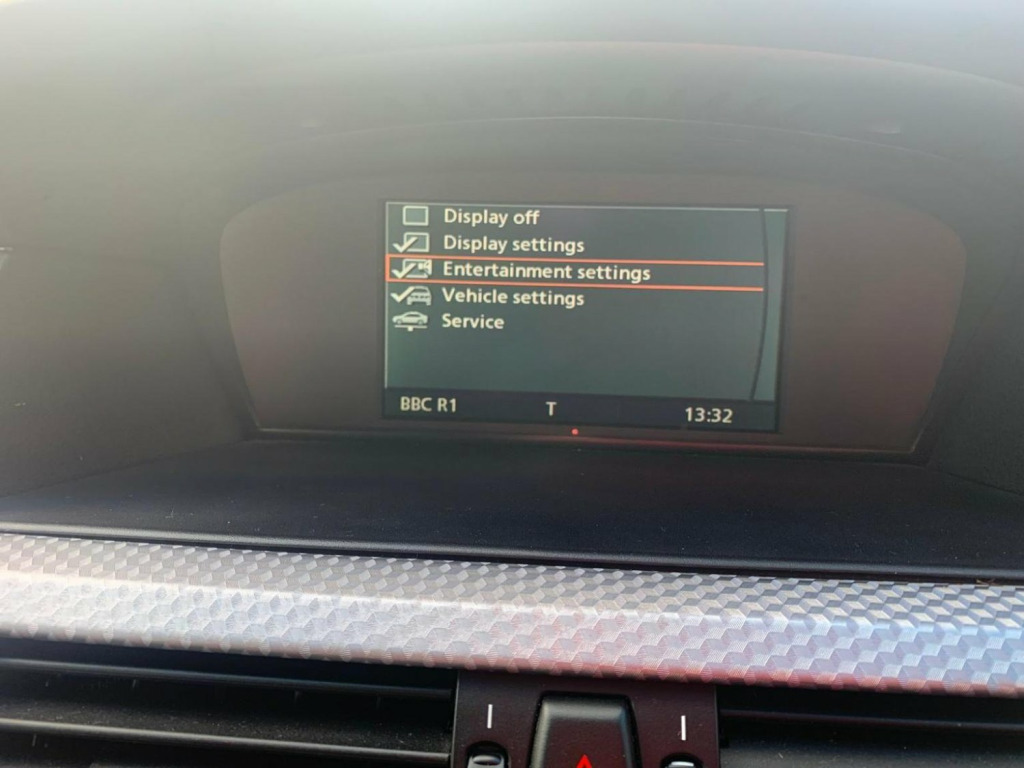 Display off
Display settings
Entertainment settings
Vehicle settings
Service
BBC R1 T 13:32